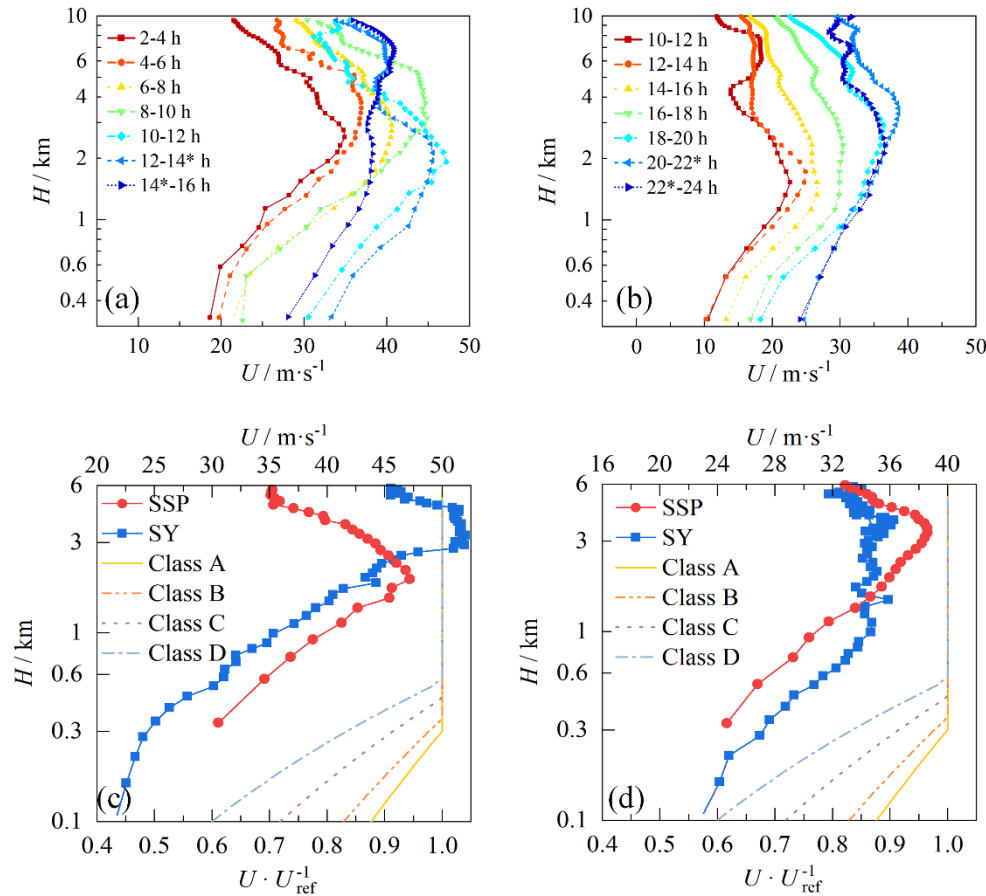 10
8
6
4
2
1
0.6
0.4
H / km
2-4 h
4-6 h
6-8 h
8-10 h
10-12 h
12-14* h
14*-16 h
(a)
10 20 30 40 50
U / m·s⁻¹
10
8
6
4
2
1
0.6
0.4
H / km
10-12 h
12-14 h
14-16 h
16-18 h
18-20 h
20-22* h
22*-24 h
(b)
0 10 20 30 40 50
U / m·s⁻¹
U / m·s⁻¹
20 25 30 35 40 45 50
6
3
1
0.6
0.3
0.1
H / km
SSP
SY
Class A
Class B
Class C
Class D
(c)
0.4 0.5 0.6 0.7 0.8 0.9 1.0
U · U⁻¹ref
U / m·s⁻¹
16 20 24 28 32 36 40
6
3
1
0.6
0.3
0.1
H / km
SSP
SY
Class A
Class B
Class C
Class D
(d)
0.4 0.5 0.6 0.7 0.8 0.9 1.0
U · U⁻¹ref